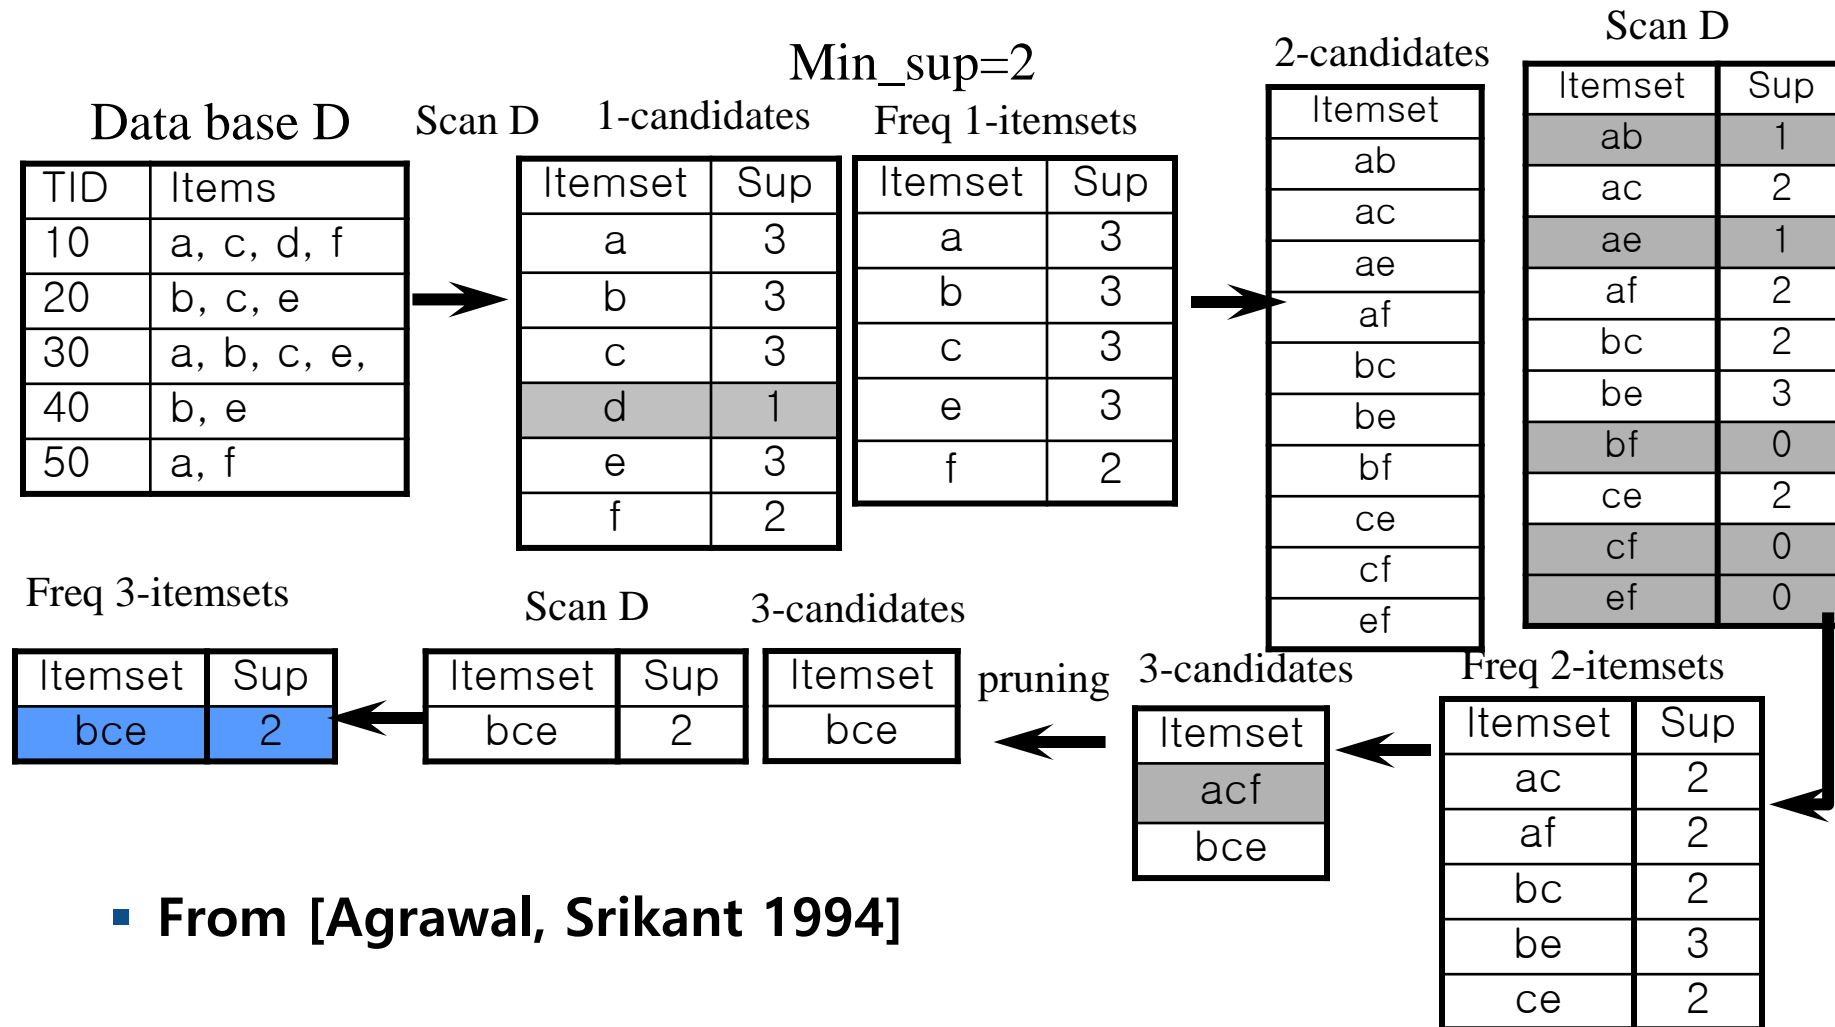 Min_sup=2
Data base D
TID Items
10 a, c, d, f
20 b, c, e
30 a, b, c, e,
40 b, e
50 a, f
Scan D
1-candidates
Itemset Sup
a 3
b 3
c 3
d 1
e 3
f 2
Freq 1-itemsets
Itemset Sup
a 3
b 3
c 3
e 3
f 2
2-candidates
Itemset
ab
ac
ae
af
bc
be
bf
ce
cf
ef
Scan D
Itemset Sup
ab 1
ac 2
ae 1
af 2
bc 2
be 3
bf 0
ce 2
cf 0
ef 0
Freq 2-itemsets
Itemset Sup
ac 2
af 2
bc 2
be 3
ce 2
3-candidates
Itemset
acf
bce
pruning
3-candidates
Itemset
bce
Scan D
Itemset Sup
bce 2
Freq 3-itemsets
Itemset Sup
bce 2
▪ From [Agrawal, Srikant 1994]